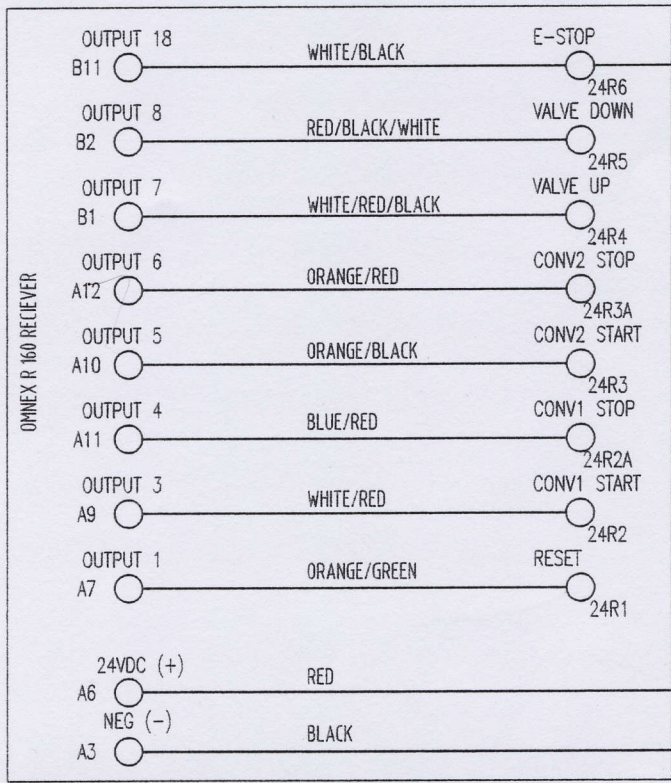 OMNEX R 160 RECIEVER
OUTPUT 18
B11
WHITE/BLACK
E-STOP
24R6
OUTPUT 8
B2
RED/BLACK/WHITE
VALVE DOWN
24R5
OUTPUT 7
B1
WHITE/RED/BLACK
VALVE UP
24R4
OUTPUT 6
A12
ORANGE/RED
CONV2 STOP
24R3A
OUTPUT 5
A10
ORANGE/BLACK
CONV2 START
24R3
OUTPUT 4
A11
BLUE/RED
CONV1 STOP
24R2A
OUTPUT 3
A9
WHITE/RED
CONV1 START
24R2
OUTPUT 1
A7
ORANGE/GREEN
RESET
24R1
24VDC (+)
A6
RED
NEG (-)
A3
BLACK